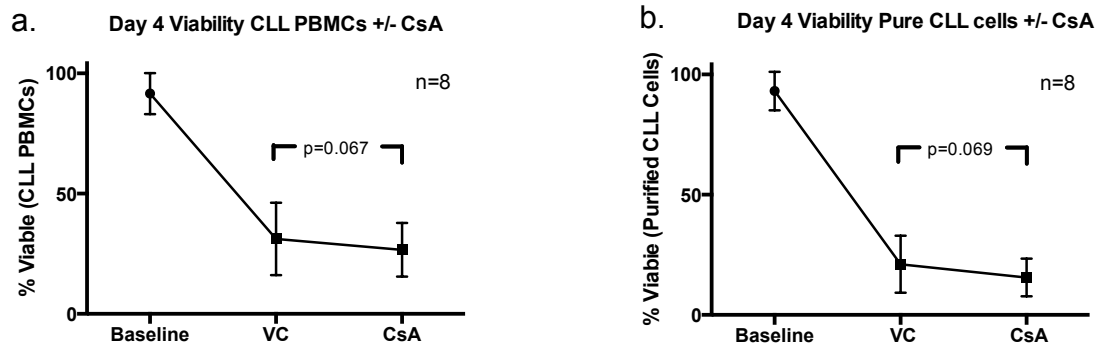 a.
Day 4 Viability CLL PBMCs +/- CsA
% Viable (CLL PBMCs)
100
50
0
n=8
p=0.067
Baseline
VC
CsA
b.
Day 4 Viability Pure CLL cells +/- CsA
% Viable (Purified CLL Cells)
100
50
0
n=8
p=0.069
Baseline
VC
CsA